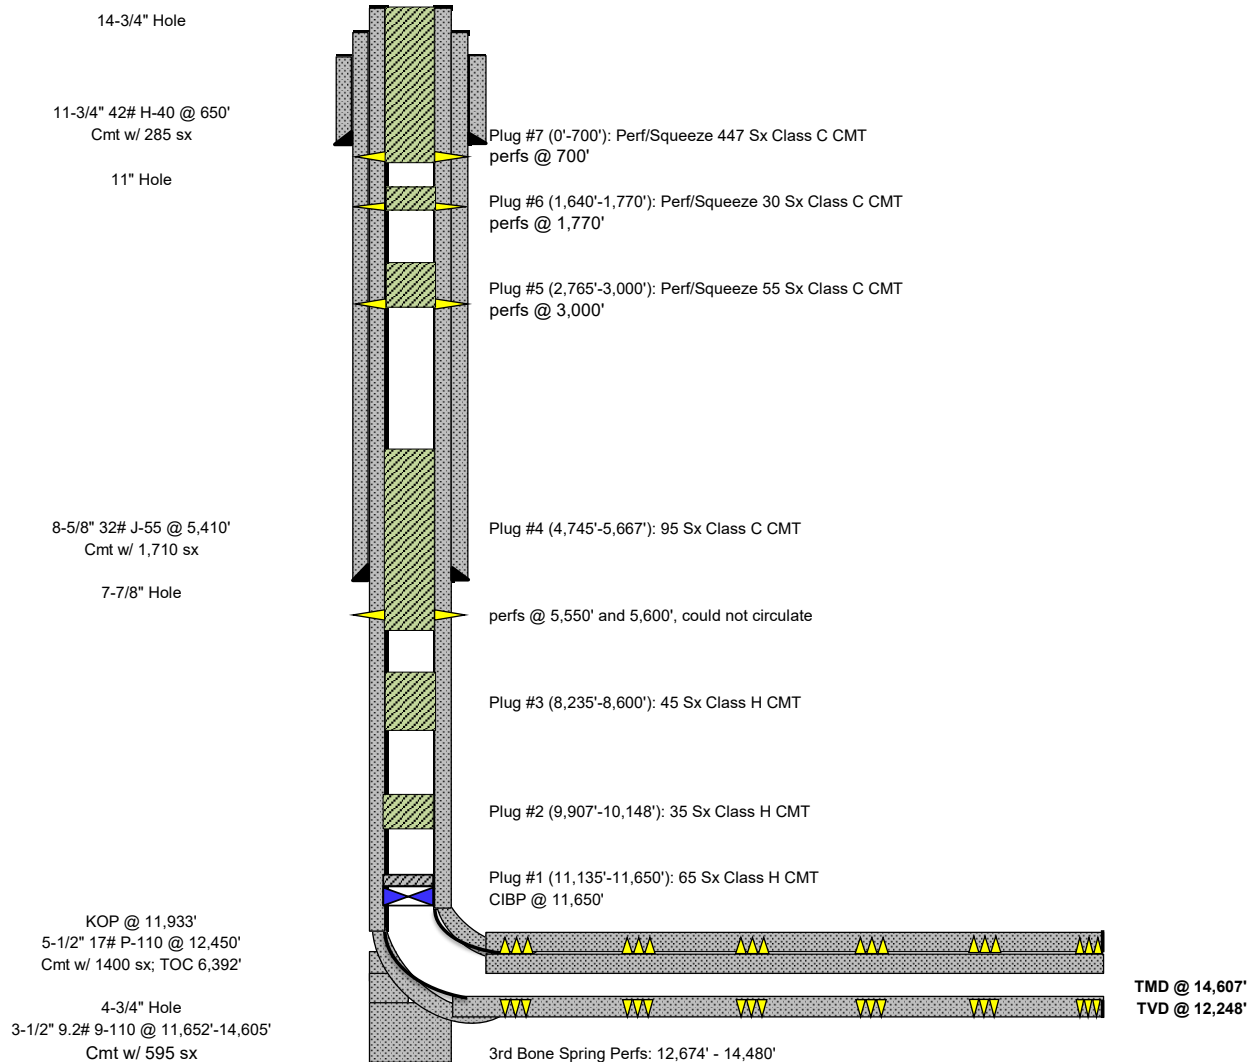 14-3/4" Hole
11-3/4" 42# H-40 @ 650'
Cmt w/ 285 sx
11" Hole
Plug #7 (0'-700'): Perf/Squeeze 447 Sx Class C CMT
perfs @ 700'
Plug #6 (1,640'-1,770'): Perf/Squeeze 30 Sx Class C CMT
perfs @ 1,770'
Plug #5 (2,765'-3,000'): Perf/Squeeze 55 Sx Class C CMT
perfs @ 3,000'
8-5/8" 32# J-55 @ 5,410'
Cmt w/ 1,710 sx
7-7/8" Hole
Plug #4 (4,745'-5,667'): 95 Sx Class C CMT
perfs @ 5,550' and 5,600', could not circulate
Plug #3 (8,235'-8,600'): 45 Sx Class H CMT
Plug #2 (9,907'-10,148'): 35 Sx Class H CMT
Plug #1 (11,135'-11,650'): 65 Sx Class H CMT
CIBP @ 11,650'
KOP @ 11,933'
5-1/2" 17# P-110 @ 12,450'
Cmt w/ 1400 sx; TOC 6,392'
4-3/4" Hole
3-1/2" 9.2# 9-110 @ 11,652'-14,605'
Cmt w/ 595 sx
TMD @ 14,607'
TVD @ 12,248'
3rd Bone Spring Perfs: 12,674' - 14,480'